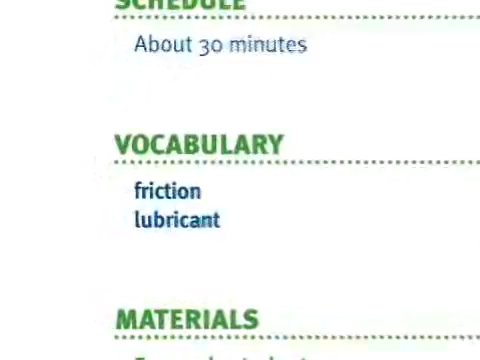 SCHEDULE
About 30 minutes
VOCABULARY
friction
lubricant
MATERIALS